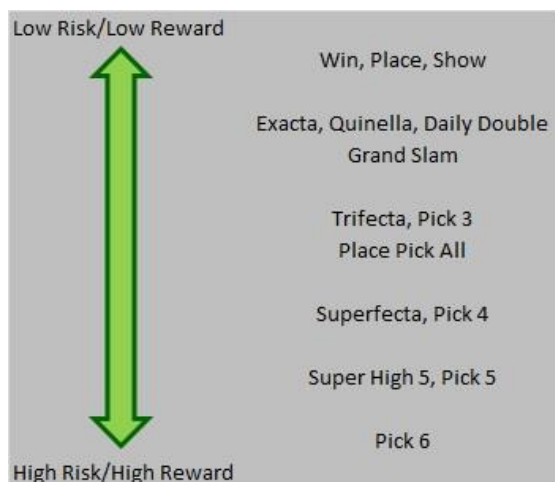 Low Risk/Low Reward
Win, Place, Show
Exacta, Quinella, Daily Double
Grand Slam
Trifecta, Pick 3
Place Pick All
Superfecta, Pick 4
Super High 5, Pick 5
Pick 6
High Risk/High Reward